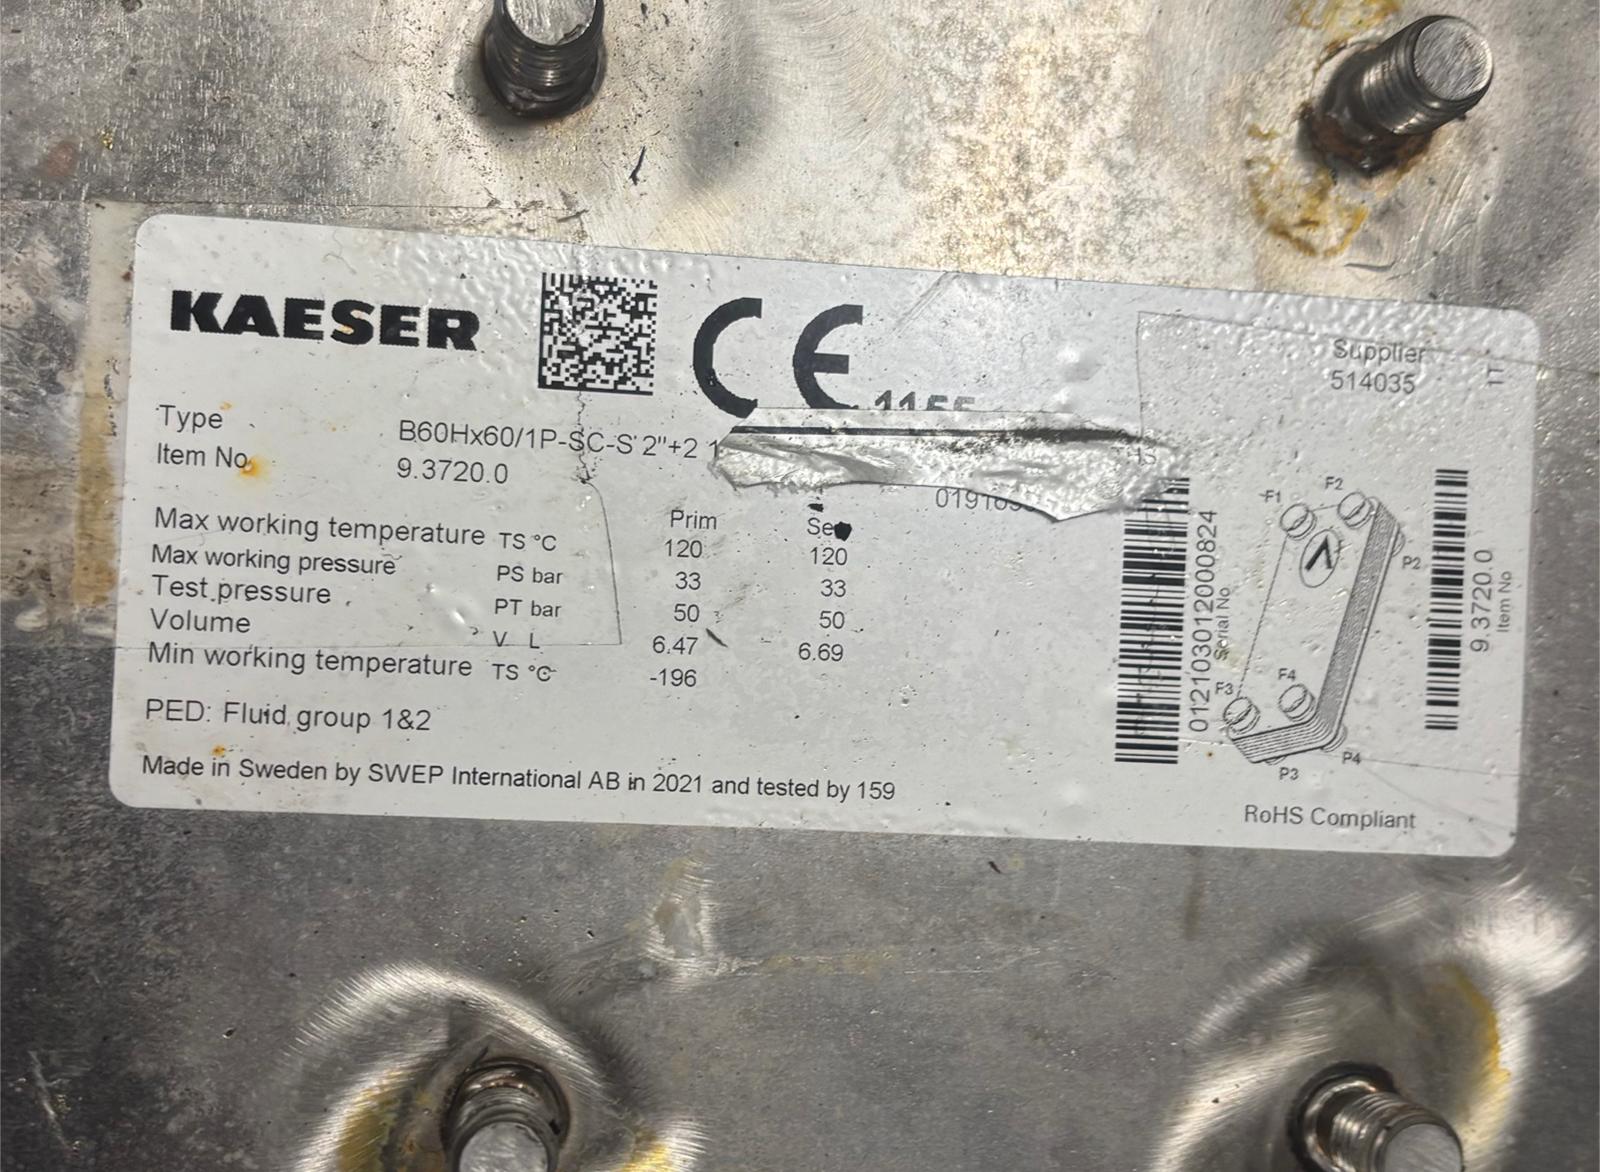 KAESER
CE
Supplier
514035
1T
Type B60Hx60/1P-SC-S 2"+2 1
Item No 9.3720.0
Prim
Max working temperature TS °C 120 120
Max working pressure PS bar 33 33
Test pressure PT bar 50 50
Volume V L 6.47 6.69
Min working temperature TS °C -196
PED: Fluid group 1&2
Made in Sweden by SWEP International AB in 2021 and tested by 159
012103012000824
Serial No
F1
F2
P2
F3
F4
P3
P4
9.3720.0
Item No
RoHS Compliant